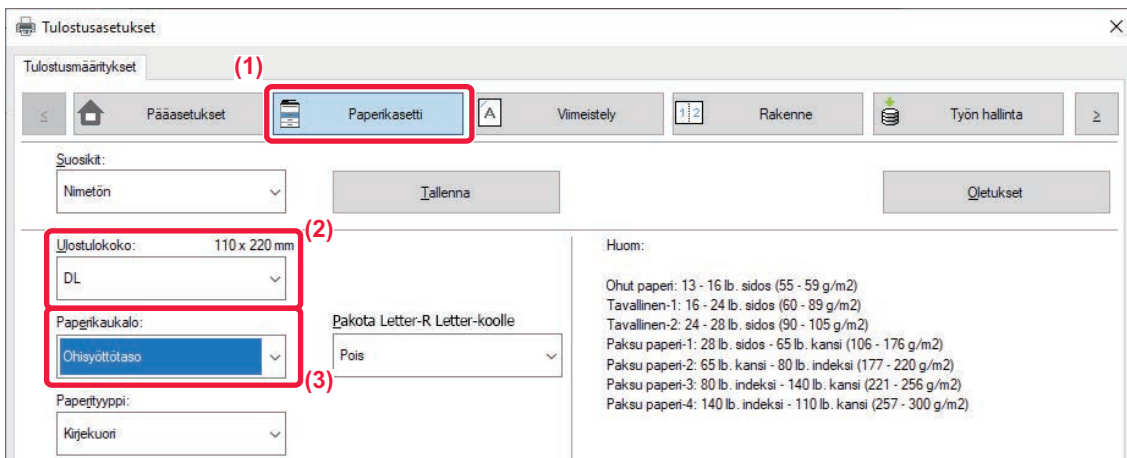 Tulostusasetukset
Tulostusmääritykset
(1)
≤ Pääasetukset Paperikasetti A Viimeistely 1 2 Rakenne Työn hallinta ≥
Suosikit:
Nimetön Tallenna Oletukset
(2)
Ulostulokoko: 110 x 220 mm
DL
Paperikaukalo:
Ohisyöttötaso
(3)
Paperityyppi:
Kirjekuori
Pakota Letter-R Letter-koolle
Pois
Huom:
Ohut paperi: 13 - 16 lb. sidos (55 - 59 g/m2)
Tavallinen-1: 16 - 24 lb. sidos (60 - 89 g/m2)
Tavallinen-2: 24 - 28 lb. sidos (90 - 105 g/m2)
Paksu paperi-1: 28 lb. sidos - 65 lb. kansi (106 - 176 g/m2)
Paksu paperi-2: 65 lb. kansi - 80 lb. indeksi (177 - 220 g/m2)
Paksu paperi-3: 80 lb. indeksi - 140 lb. kansi (221 - 256 g/m2)
Paksu paperi-4: 140 lb. indeksi - 110 lb. kansi (257 - 300 g/m2)